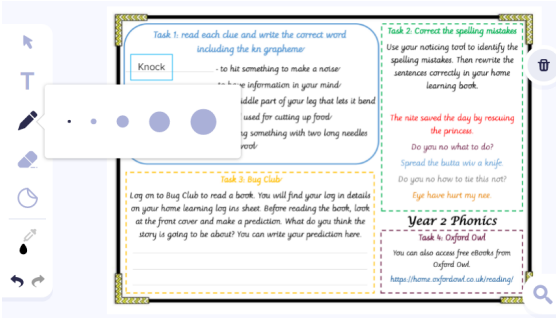 Task 1: read each clue and write the correct word
including the kn grapheme
Knock
- to hit something to make a noise
- to have information in your mind
middle part of your leg that lets it bend
used for cutting up food
ng something with two long needles
wool
Task 2: Correct the spelling mistakes
Use your noticing tool to identify the
spelling mistakes. Then rewrite the
sentences correctly in your home
learning book.
The nite saved the day by rescuing
the princess.
Do you no what to do?
Spread the butta wiv a knife.
Do you no how to tie this not?
Eye have hurt my nee.
Task 3: Bug Club
Log on to Bug Club to read a book. You will find your log in details
on your home learning log ins sheet. Before reading the book, look
at the front cover and make a prediction. What do you think the
story is going to be about? You can write your prediction here.
Year 2 Phonics
Task 4: Oxford Owl
You can also access free eBooks from
Oxford Owl.
https://home.oxfordowl.co.uk/reading/